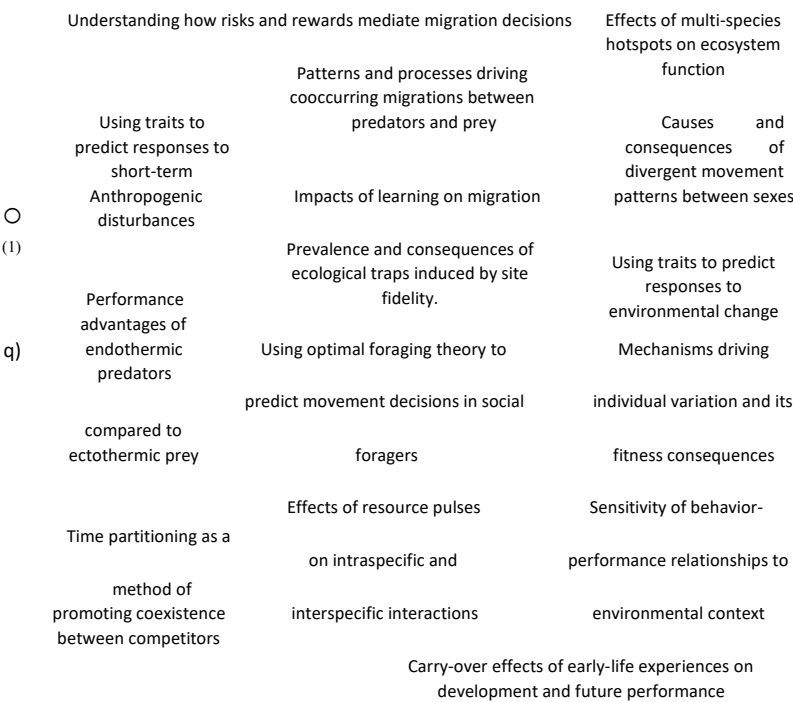 Understanding how risks and rewards mediate migration decisions
Effects of multi-species
hotspots on ecosystem
function
Patterns and processes driving
cooccurring migrations between
predators and prey
Using traits to
predict responses to
short-term
Anthropogenic
disturbances
Causes and
consequences of
divergent movement
patterns between sexes
Impacts of learning on migration
O
(1)
Prevalence and consequences of
ecological traps induced by site
fidelity.
Using traits to predict
responses to
environmental change
Performance
advantages of
endothermic
predators
q)
Using optimal foraging theory to
predict movement decisions in social
foragers
Mechanisms driving
individual variation and its
fitness consequences
compared to
ectothermic prey
Effects of resource pulses
on intraspecific and
interspecific interactions
Sensitivity of behavior-
performance relationships to
environmental context
Time partitioning as a
method of
promoting coexistence
between competitors
Carry-over effects of early-life experiences on
development and future performance